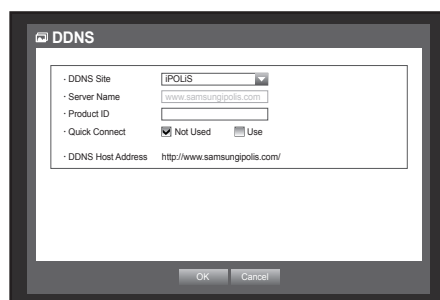 DDNS
· DDNS Site iPOLiS
· Server Name www.samsungipolis.com
· Product ID
· Quick Connect Not Used Use
· DDNS Host Address http://www.samsungipolis.com/
OK Cancel